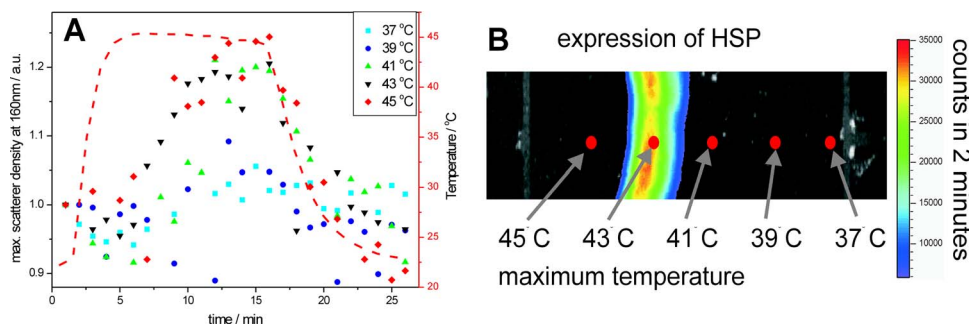 A
max. scatterer density at 160nm / a.u.
1.2
1.1
1.0
0.9
0
5
10
15
20
25
time / min
45
40
35
30
25
20
Temperature / °C
37 °C
39 °C
41 °C
43 °C
45 °C
B
expression of HSP
45°C
43°C
41°C
39°C
37°C
maximum temperature
35000
30000
25000
20000
15000
10000
counts in 2 minutes